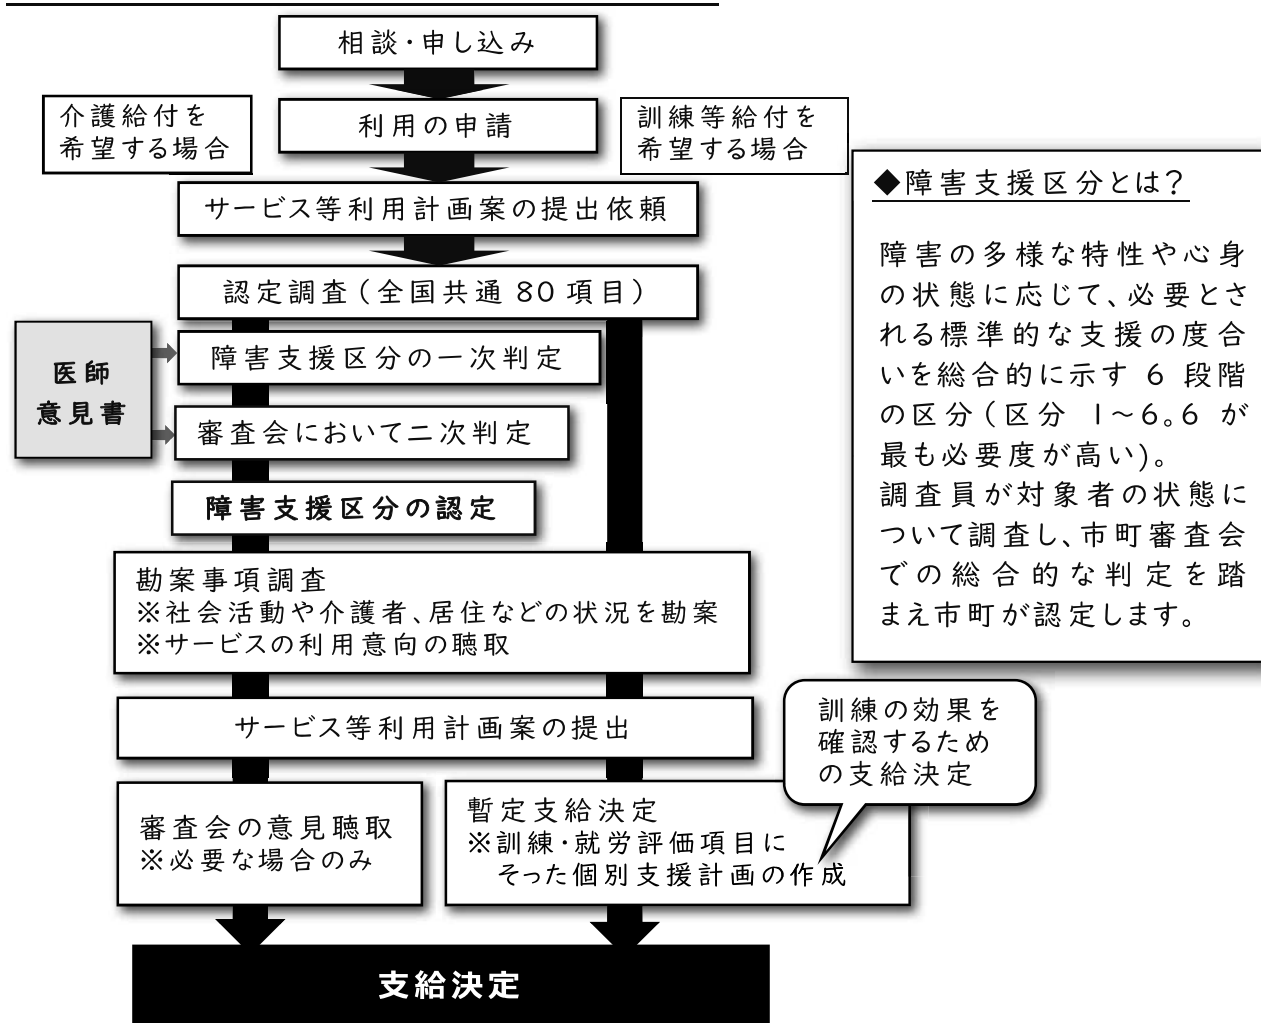 相談・申し込み
介護給付を
希望する場合
利用の申請
訓練等給付を
希望する場合
サービス等利用計画案の提出依頼
認定調査(全国共通80項目)
医師
意見書
障害支援区分の一次判定
審査会において二次判定
障害支援区分の認定
勘案事項調査
※社会活動や介護者、居住などの状況を勘案
※サービスの利用意向の聴取
サービス等利用計画案の提出
審査会の意見聴取
※必要な場合のみ
暫定支給決定
※訓練・就労評価項目に
そった個別支援計画の作成
訓練の効果を
確認するため
の支給決定
支給決定
◆障害支援区分とは?
障害の多様な特性や心身
の状態に応じて、必要とさ
れる標準的な支援の度合
いを総合的に示す 6 段階
の区分(区分 1~6。6 が
最も必要度が高い)。
調査員が対象者の状態に
ついて調査し、市町審査会
での総合的な判定を踏
まえ市町が認定します。